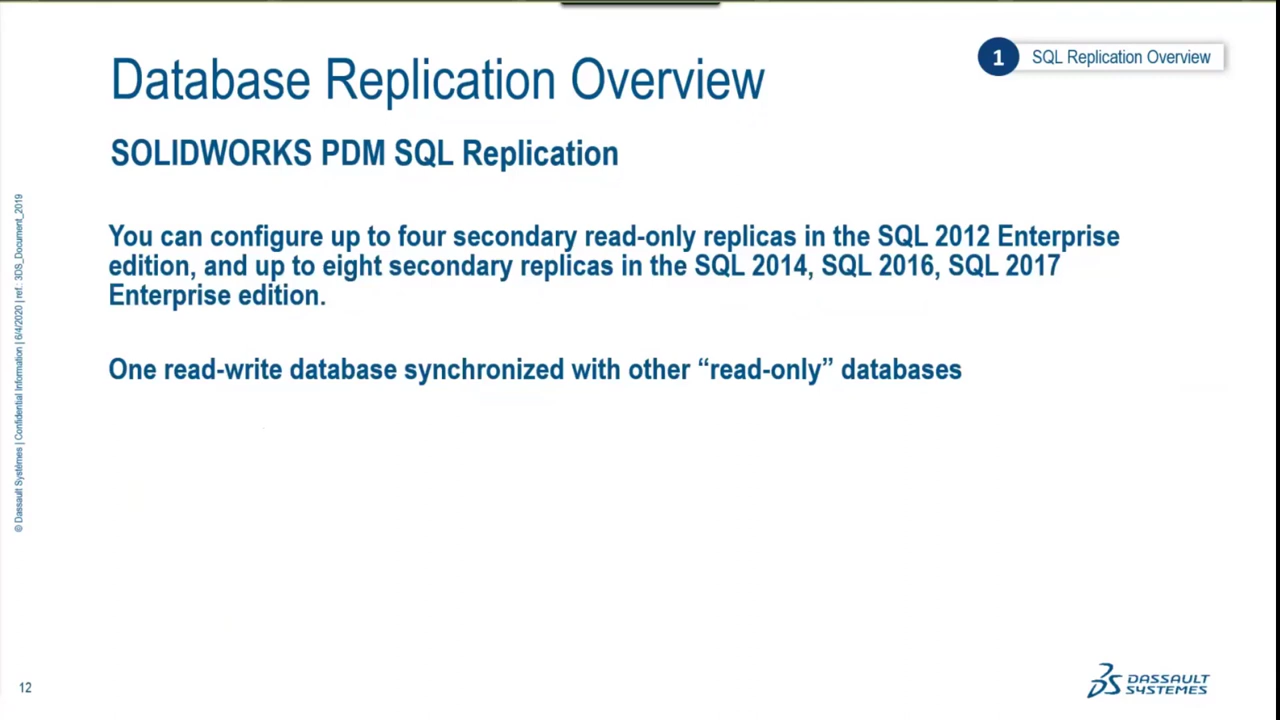 Database Replication Overview
1
SQL Replication Overview
SOLIDWORKS PDM SQL Replication
You can configure up to four secondary read-only replicas in the SQL 2012 Enterprise
edition, and up to eight secondary replicas in the SQL 2014, SQL 2016, SQL 2017
Enterprise edition.
One read-write database synchronized with other “read-only” databases
© Dassault Systèmes | Confidential Information | 6/4/2020 | ref.: 3DS_Document_2019
12
DASSAULT
SYSTEMES